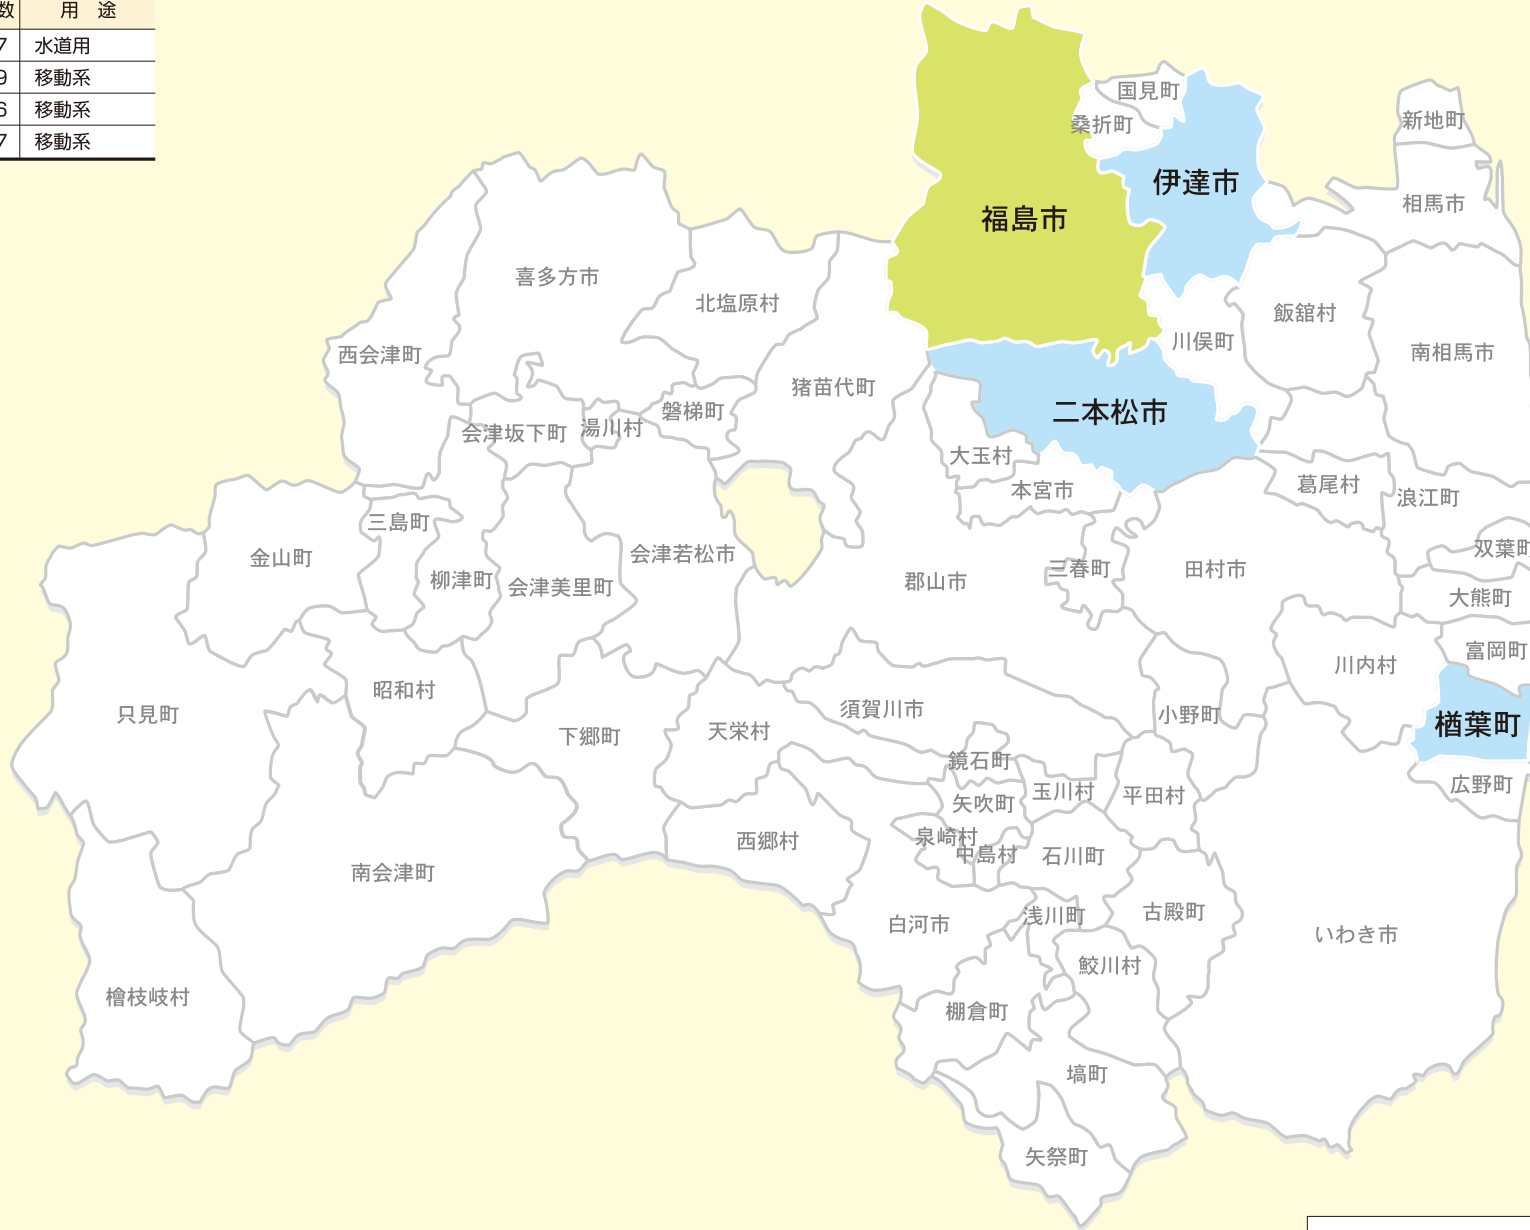 数 用 途
7 水道用
9 移動系
6 移動系
7 移動系
国見町
桑折町
新地町
伊達市
相馬市
福島市
喜多方市
北塩原村
飯舘村
川俣町
西会津町
南相馬市
猪苗代町
磐梯町
二本松市
湯川村
会津坂下町
大玉村
本宮市
葛尾村
浪江町
三島町
双葉町
金山町
会津若松市
柳津町
会津美里町
郡山市
三春町
田村市
大熊町
富岡町
川内村
昭和村
只見町
須賀川市
小野町
楢葉町
下郷町
天栄村
鏡石町
広野町
玉川村
平田村
矢吹町
泉崎村
西郷村
中島村
石川町
南会津町
古殿町
浅川町
白河市
いわき市
鮫川村
檜枝岐村
棚倉町
塙町
矢祭町